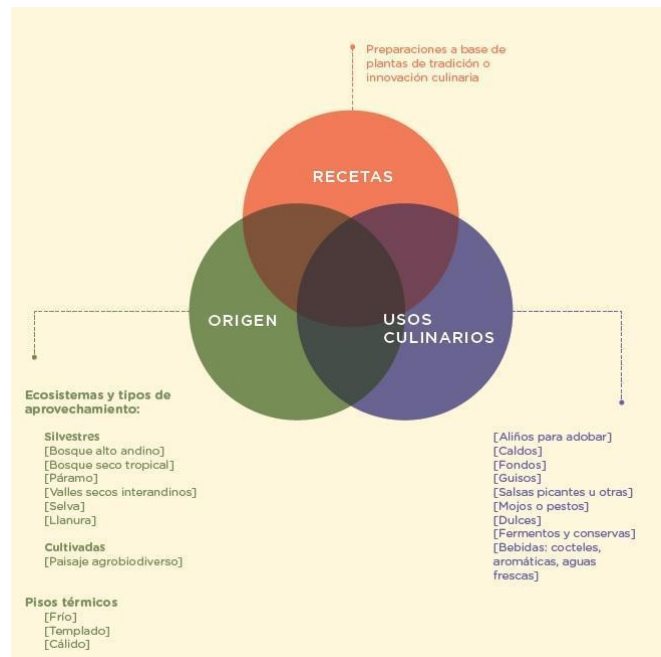 Preparaciones a base de
plantas de tradición o
innovación culinaria
RECETAS
ORIGEN
USOS
CULINARIOS
Ecosistemas y tipos de
aprovechamiento:
Silvestres
[Bosque alto andino]
[Bosque seco tropical]
[Páramo]
[Valles secos interandinos]
[Selva]
[Llanura]
Cultivadas
[Paisaje agrobiodiverso]
Pisos térmicos
[Frío]
[Templado]
[Cálido]
[Aliños para adobar]
[Caldos]
[Fondos]
[Guisos]
[Salsas picantes u otras]
[Mojos o pestos]
[Dulces]
[Fermentos y conservas]
[Bebidas: cocteles,
aromáticas, aguas
frescas]